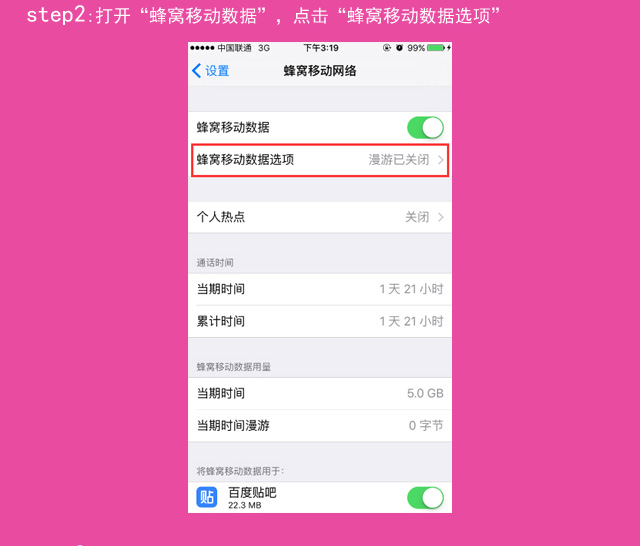 step2:打开“蜂窝移动数据”，点击“蜂窝移动数据选项”
中国联通 3G 下午3:19 99%
设置 蜂窝移动网络
蜂窝移动数据
蜂窝移动数据选项 漫游已关闭
个人热点 关闭
通话时间
当期时间 1 天 21 小时
累计时间 1 天 21 小时
蜂窝移动数据用量
当期时间 5.0 GB
当期时间漫游 0 字节
将蜂窝移动数据用于:
贴 百度贴吧
22.3 MB